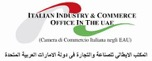 ITALIAN INDUSTRY & COMMERCE
OFFICE IN THE UAE
(Camera di Commercio Italiana negli EAU)
المكتب الايطالي للصناعة والتجارة في دولة الامارات العربية المتحدة